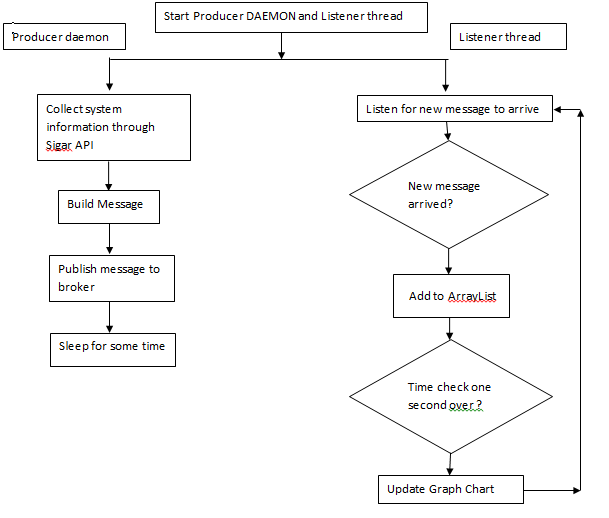 Start Producer DAEMON and Listener thread
Producer daemon
Listener thread
Collect system
information through
Sigar API
Build Message
Publish message to
broker
Sleep for some time
Listen for new message to arrive
New message
arrived?
Add to ArrayList
Time check one
second over ?
Update Graph Chart